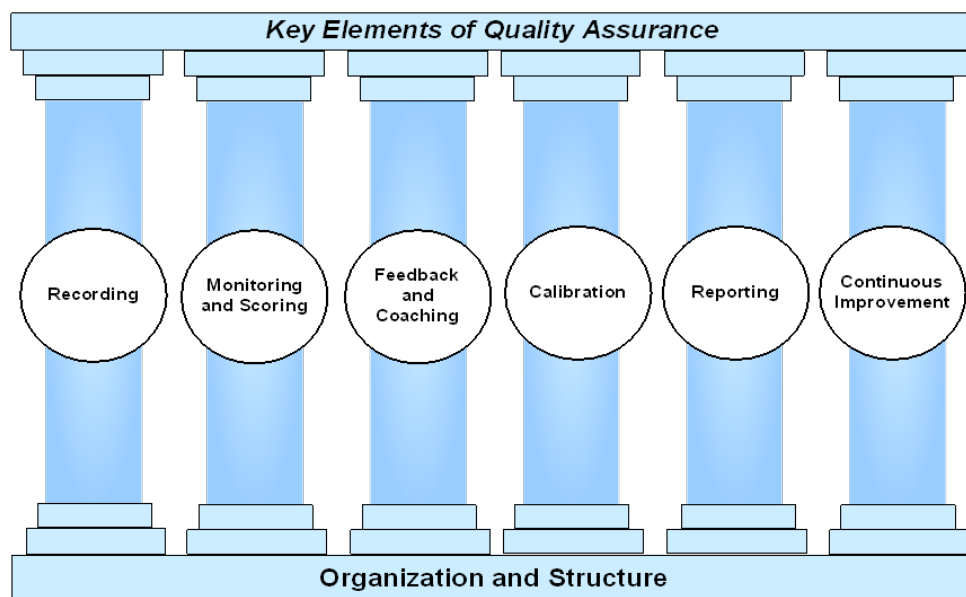 Key Elements of Quality Assurance
Recording
Monitoring
and Scoring
Feedback
and
Coaching
Calibration
Reporting
Continuous
Improvement
Organization and Structure